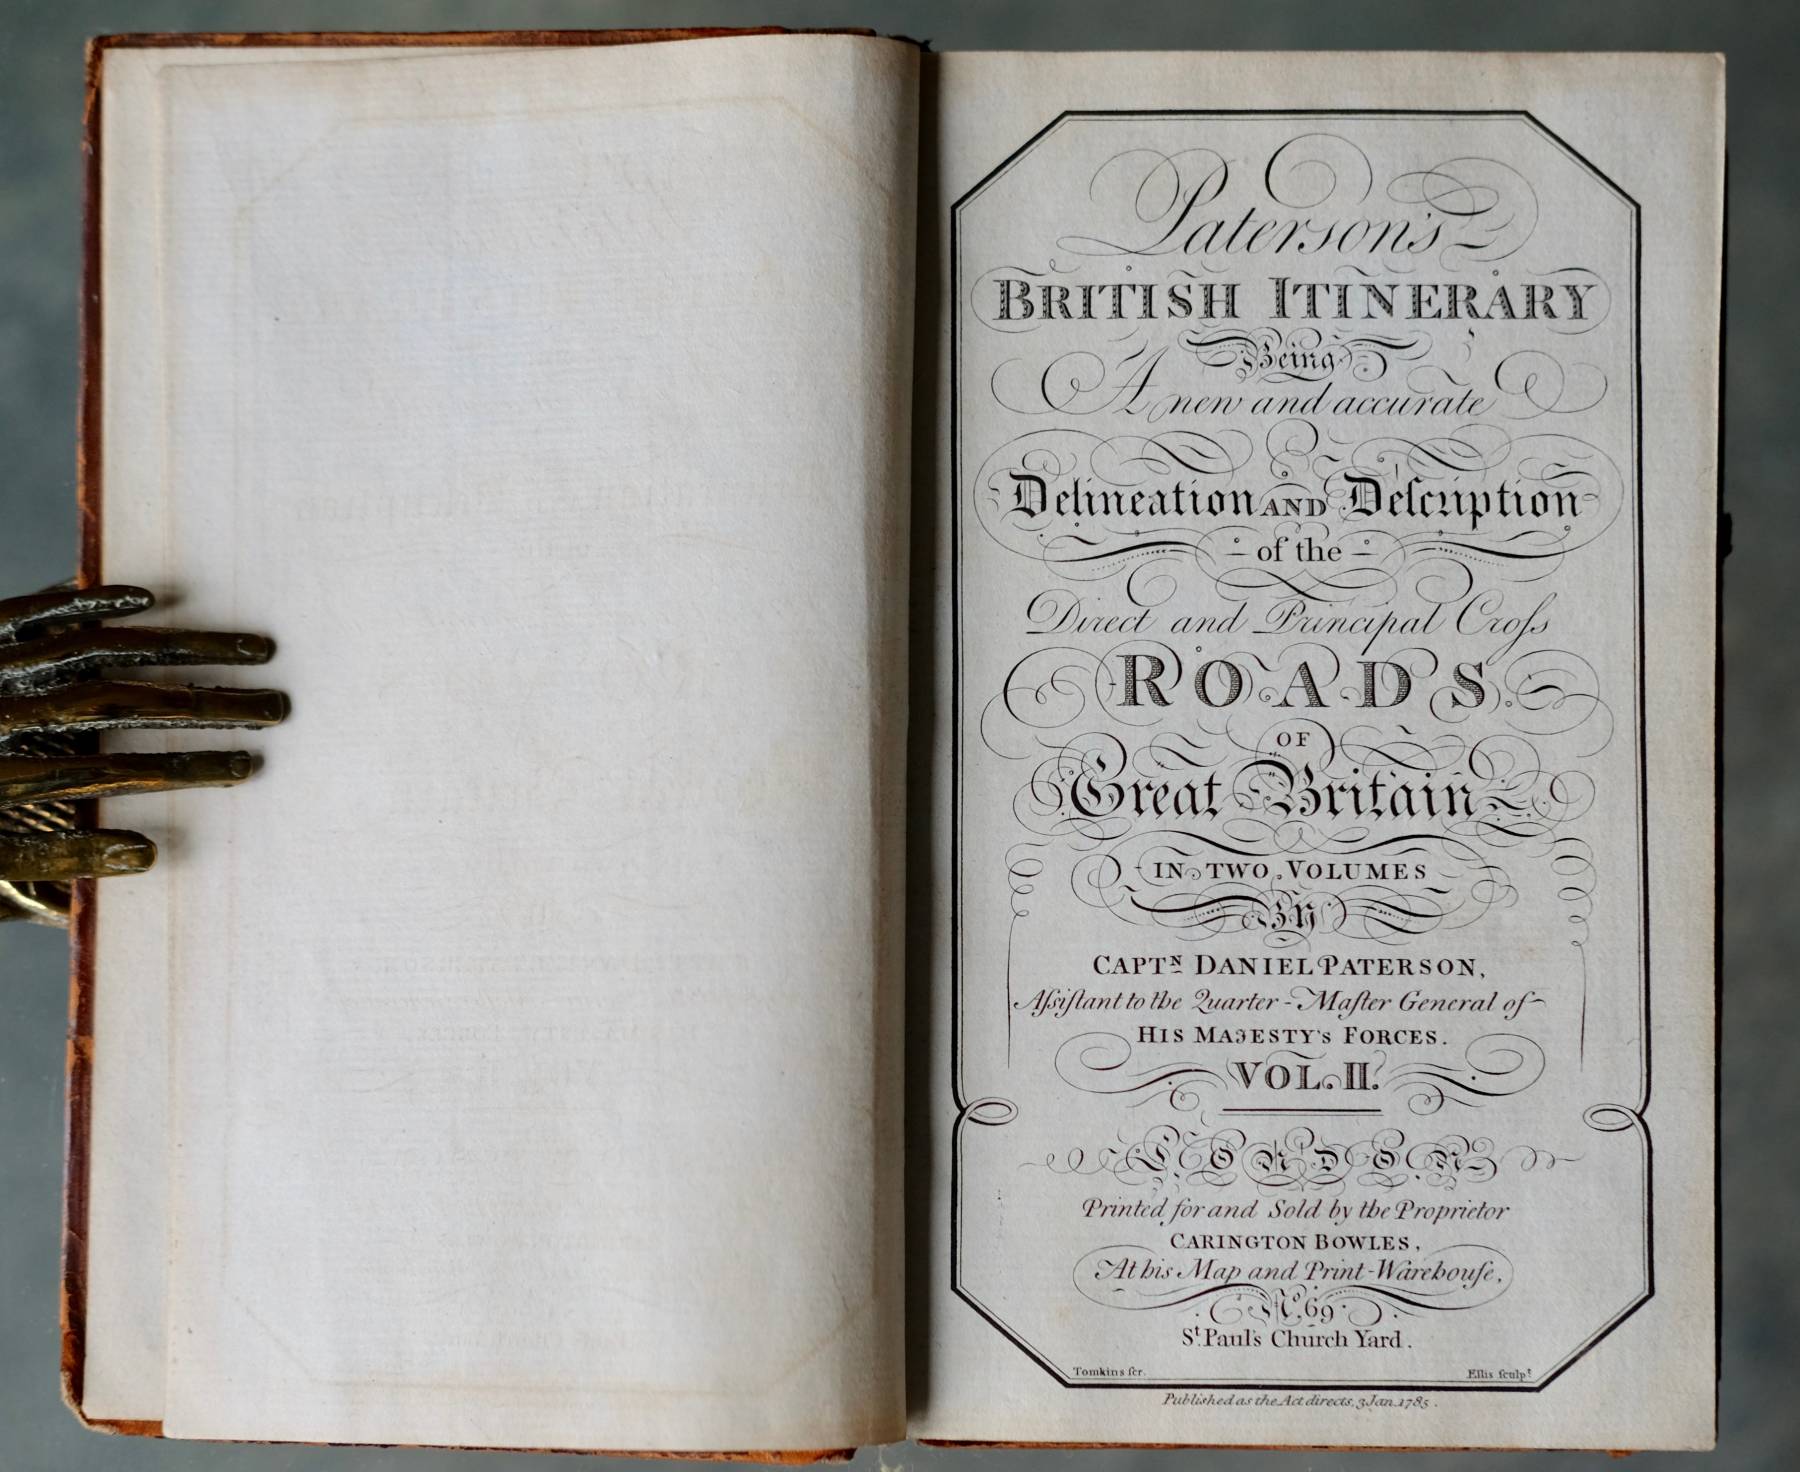 Paterson's
BRITISH ITINERARY
Being
A new and accurate
Delineation AND Deſcription
of the
Direct and Principal Croſs
ROADS
OF
Great Britain
IN TWO VOLUMES
By
CAPTN DANIEL PATERSON,
Aſsiſtant to the Quarter-Maſter General of
HIS MAJESTY's FORCES.
VOL. II.
LONDON
Printed for and Sold by the Proprietor
CARINGTON BOWLES,
At his Map and Print-Warehouſe,
No. 69
St. Paul's Church Yard.
Tomkins ſcr.
Ellis ſculpt.
Published as the Act directs, 3 Jan. 1785.